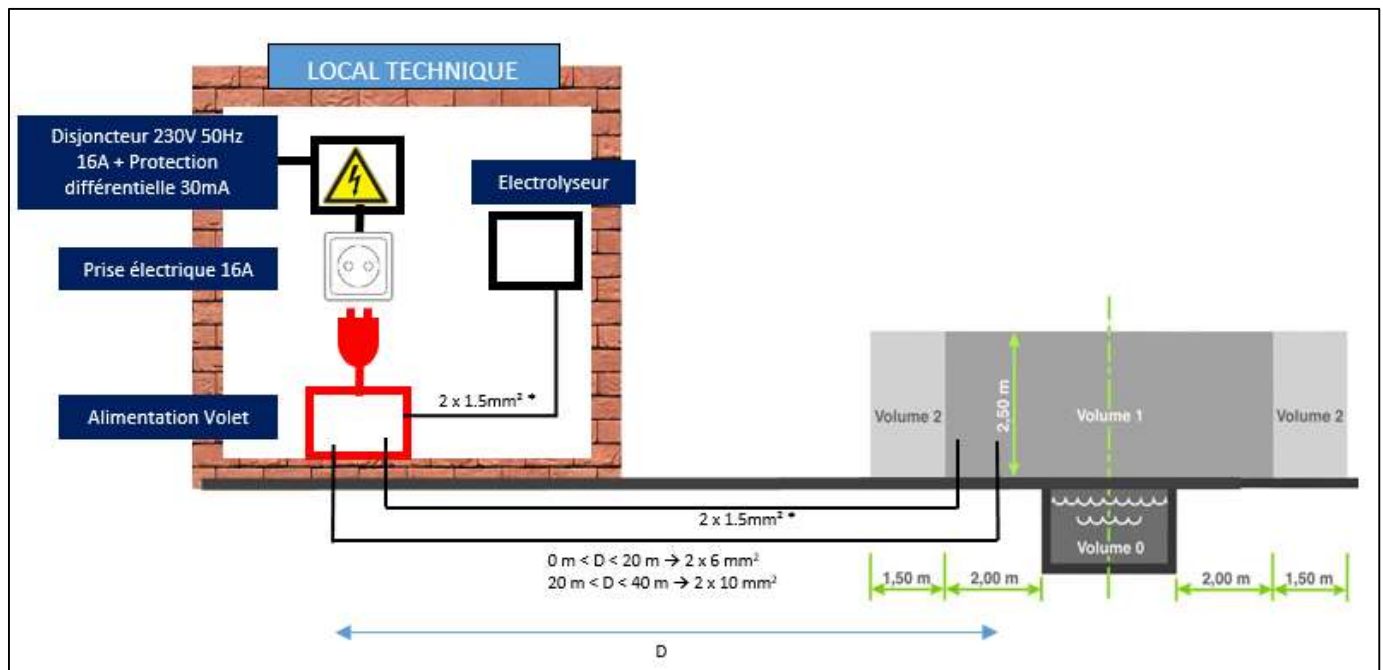 LOCAL TECHNIQUE
Disjoncteur 230V 50Hz
16A + Protection
différentielle 30mA
Electrolyseur
Prise électrique 16A
Alimentation Volet
2 x 1.5mm² *
Volume 2
2,50 m
Volume 1
Volume 2
2 x 1.5mm² *
Volume 0
0 m < D < 20 m → 2 x 6 mm²
20 m < D < 40 m → 2 x 10 mm²
1,50 m
2,00 m
2,00 m
1,50 m
D